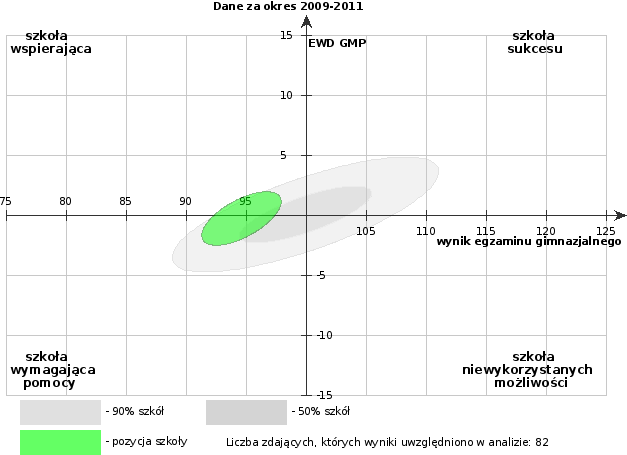 Dane za okres 2009-2011
szkoła
wspierająca
15
EWD GMP
szkoła
sukcesu
10
5
75 80 85 90 95 105 110 115 120 125
wynik egzaminu gimnazjalnego
-5
-10
szkoła
wymagająca
pomocy
szkoła
niewykorzystanych
możliwości
-15
- 90% szkół
- 50% szkół
- pozycja szkoły
Liczba zdających, których wyniki uwzględniono w analizie: 82